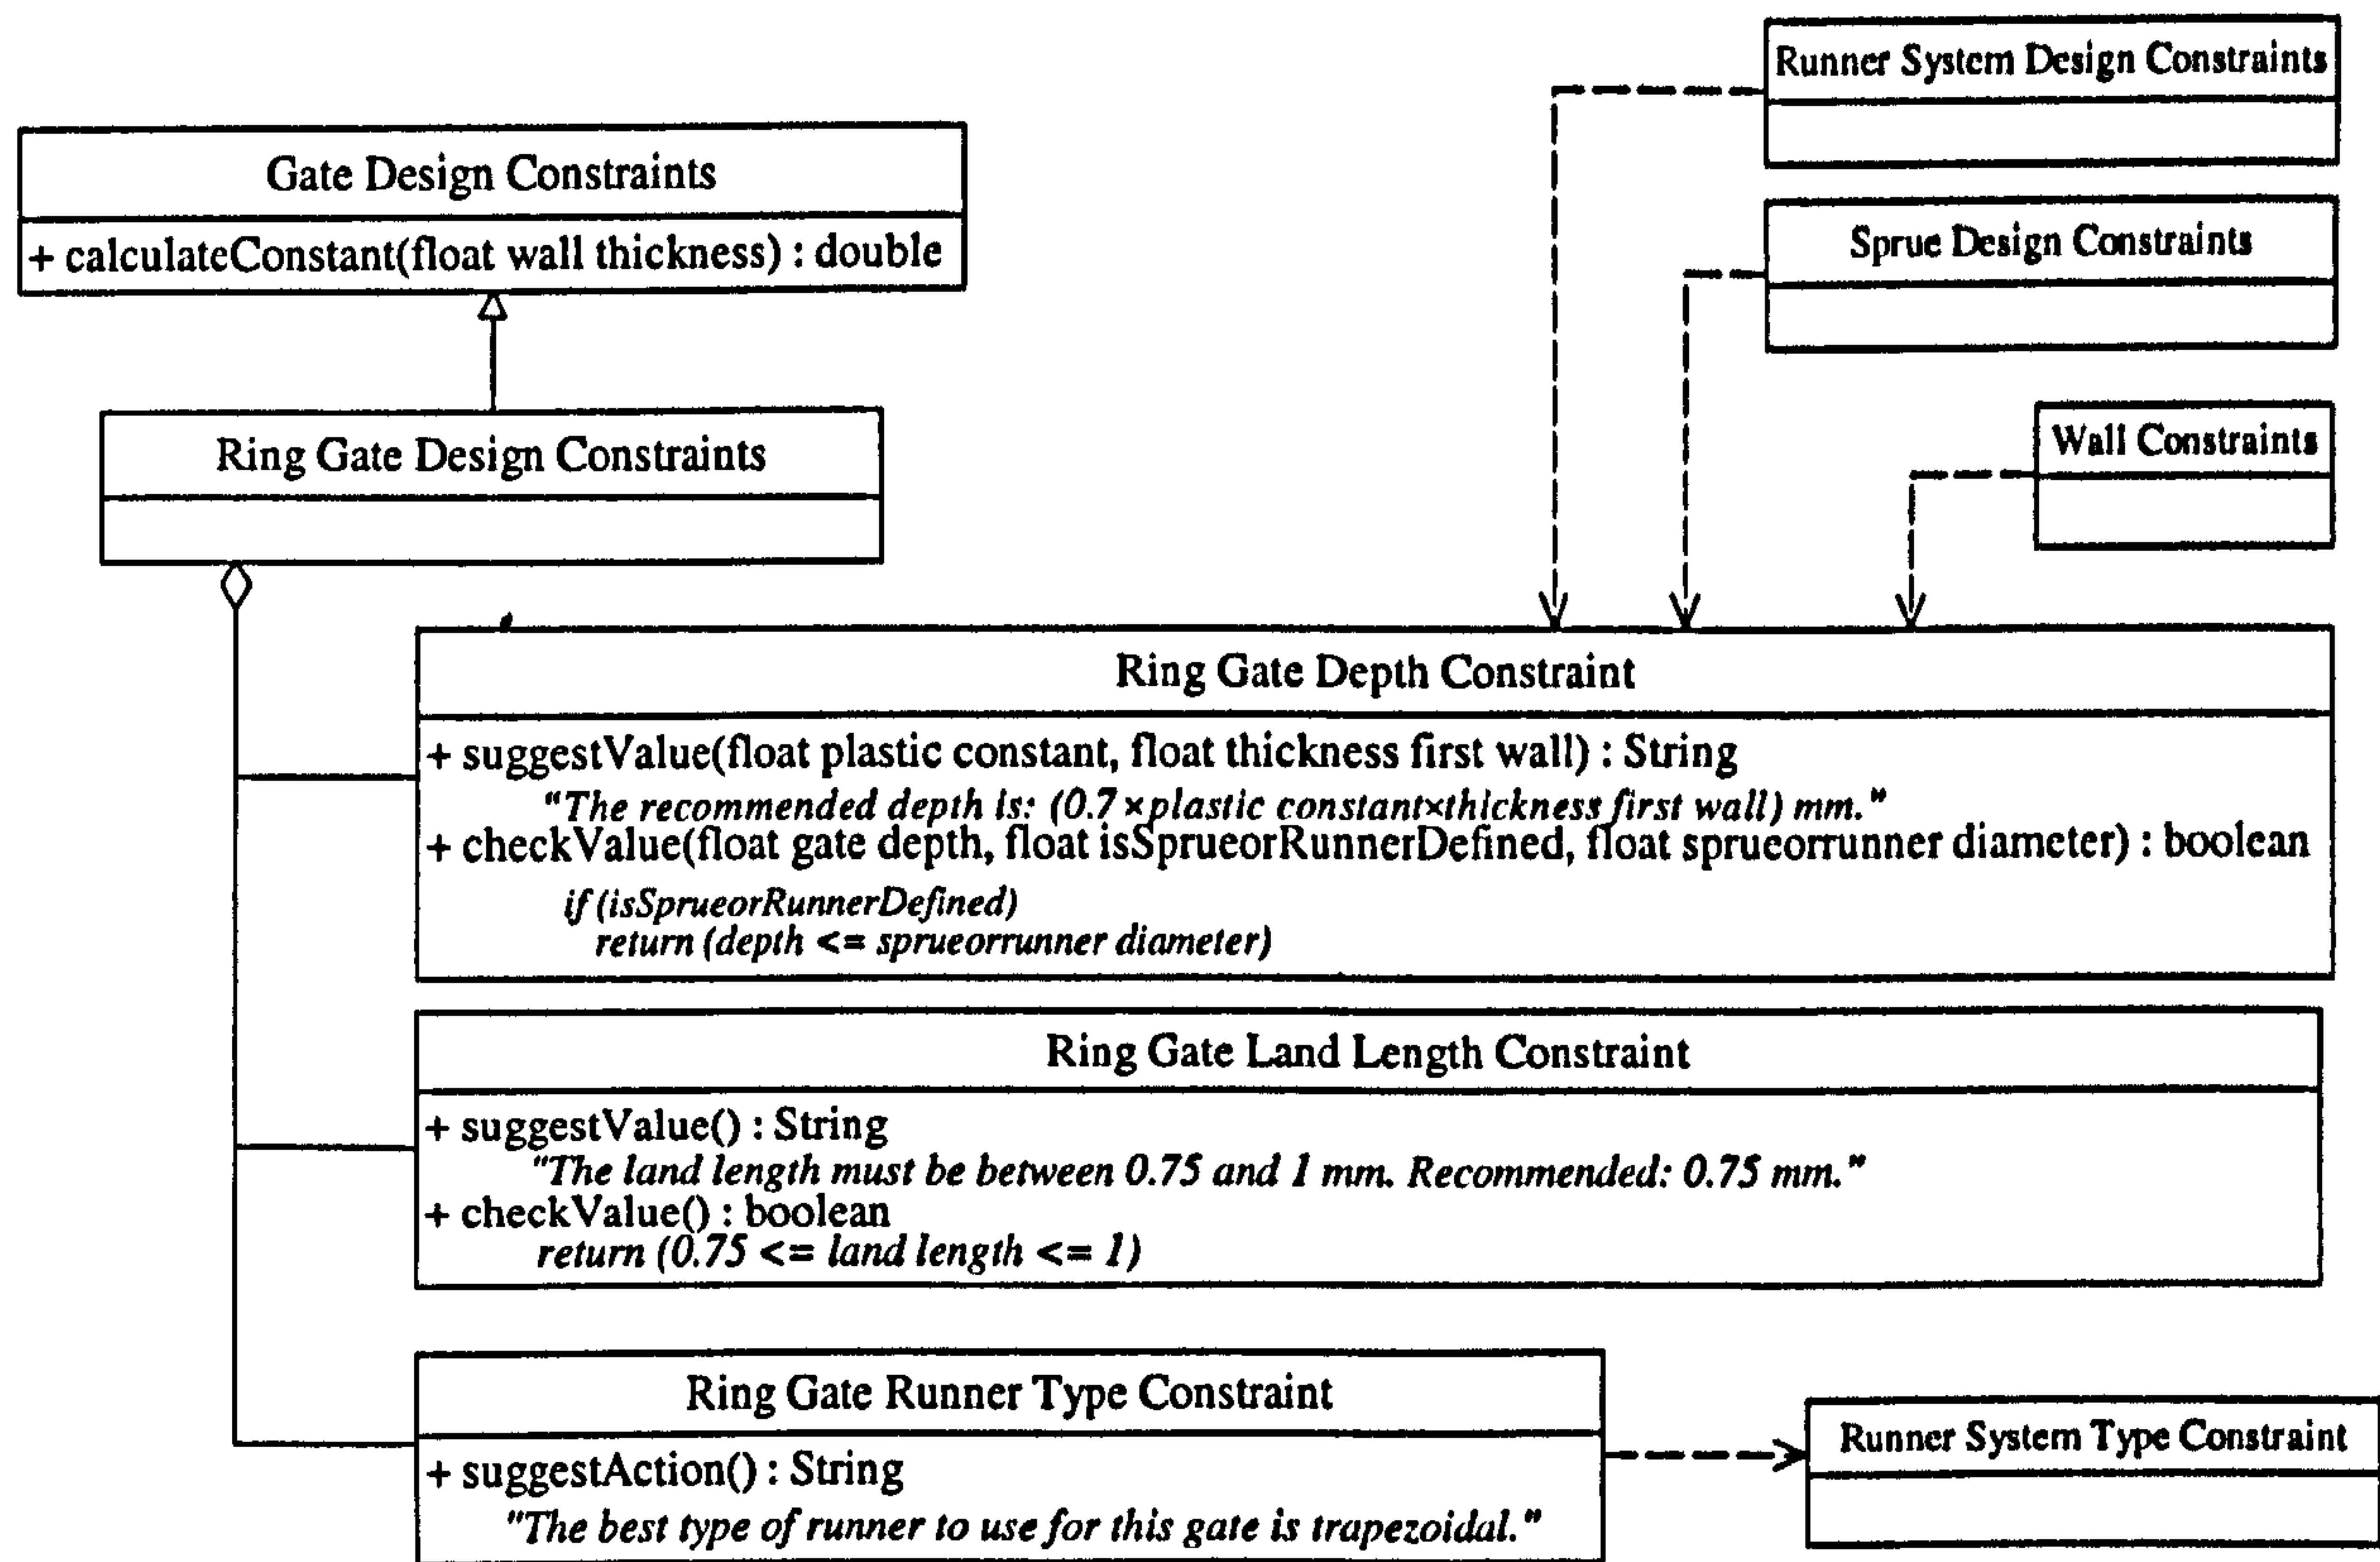 Runner System Design Constraints
Gate Design Constraints
+ calculateConstant(float wall thickness) : double
Sprue Design Constraints
Wall Constraints
Ring Gate Design Constraints
Ring Gate Depth Constraint
+ suggestValue(float plastic constant, float thickness first wall) : String
"The recommended depth is: (0.7×plastic constant×thickness first wall) mm."
+ checkValue(float gate depth, float isSprueorRunnerDefined, float sprueorrunner diameter) : boolean
if (isSprueorRunnerDefined)
return (depth <= sprueorrunner diameter)
Ring Gate Land Length Constraint
+ suggestValue() : String
"The land length must be between 0.75 and 1 mm. Recommended: 0.75 mm."
+ checkValue() : boolean
return (0.75 <= land length <= 1)
Ring Gate Runner Type Constraint
+ suggestAction() : String
"The best type of runner to use for this gate is trapezoidal."
Runner System Type Constraint